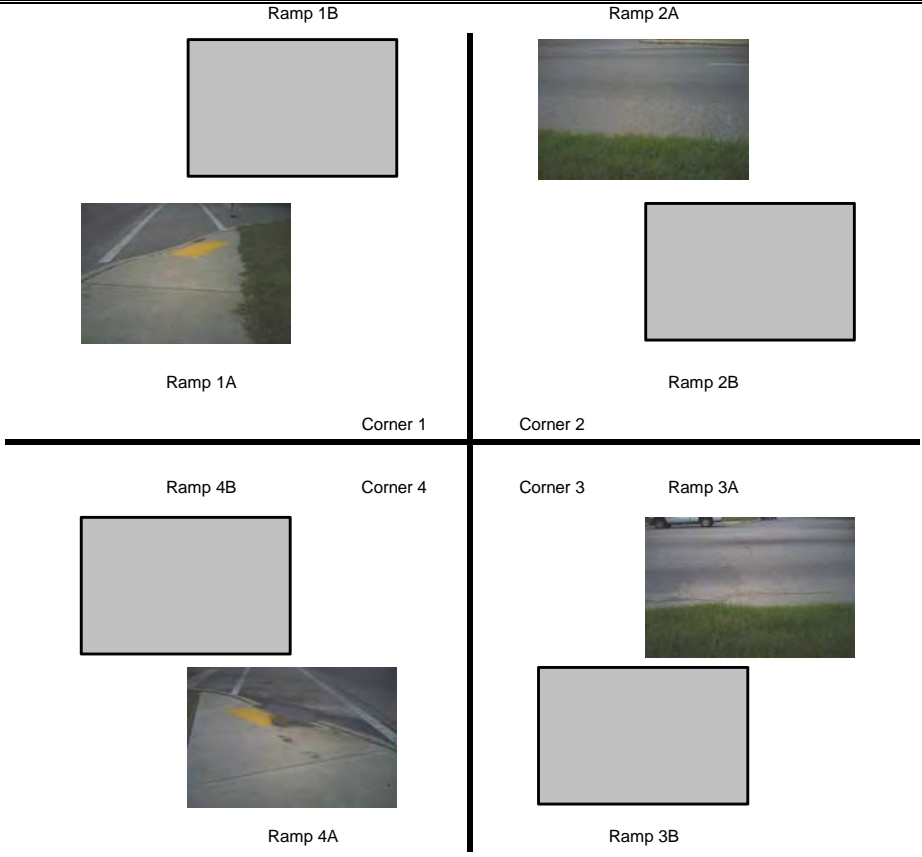 Ramp 1B
Ramp 2A
Ramp 1A
Ramp 2B
Corner 1
Corner 2
Ramp 4B
Corner 4
Corner 3
Ramp 3A
Ramp 4A
Ramp 3B